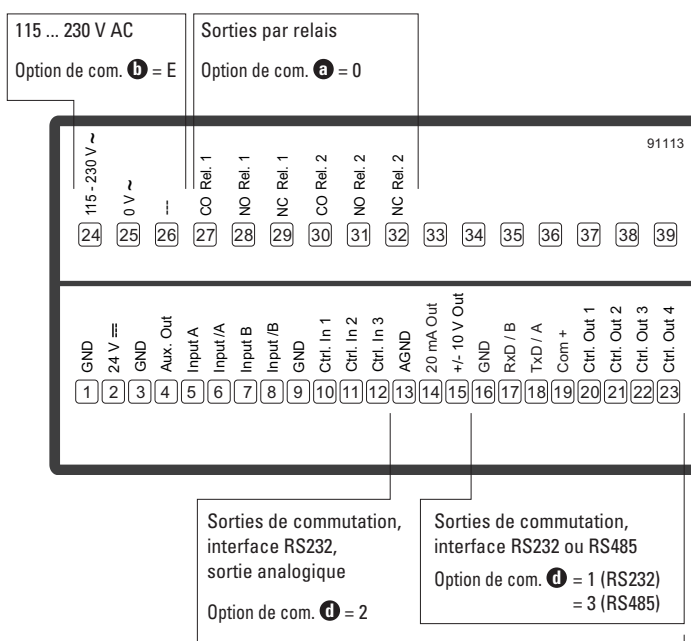 115 ... 230 V AC
Option de com. b = E
Sorties par relais
Option de com. a = 0
91113
115 - 230 V ~
0 V ~
---
CO Rel. 1
NO Rel. 1
NC Rel. 1
CO Rel. 2
NO Rel. 2
NC Rel. 2
24 25 26 27 28 29 30 31 32 33 34 35 36 37 38 39
GND
24 V ⎓
GND
Aux. Out
Input A
Input /A
Input B
Input /B
GND
Ctrl. In 1
Ctrl. In 2
Ctrl. In 3
AGND
20 mA Out
+/- 10 V Out
GND
RxD / B
TxD / A
Com +
Ctrl. Out 1
Ctrl. Out 2
Ctrl. Out 3
Ctrl. Out 4
1 2 3 4 5 6 7 8 9 10 11 12 13 14 15 16 17 18 19 20 21 22 23
Sorties de commutation,
interface RS232,
sortie analogique
Option de com. d = 2
Sorties de commutation,
interface RS232 ou RS485
Option de com. d = 1 (RS232)
= 3 (RS485)